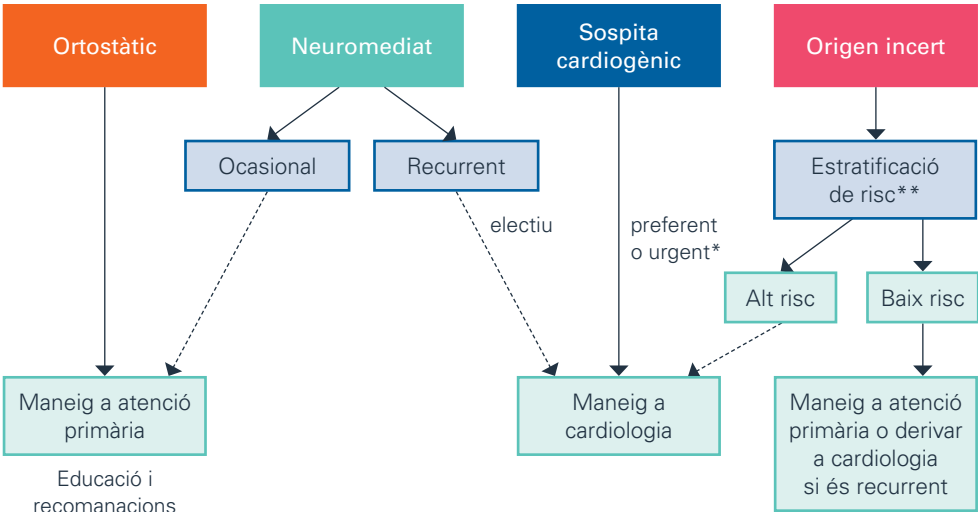 Ortostàtic
Neuromediat
Sospita
cardiogènic
Origen incert
Ocasional
Recurrent
Estratificació
de risc**
electiu
preferent
o urgent*
Alt risc
Baix risc
Maneig a atenció
primària
Maneig a
cardiologia
Maneig a atenció
primària o derivar
a cardiologia
si és recurrent
Educació i
recomanacions